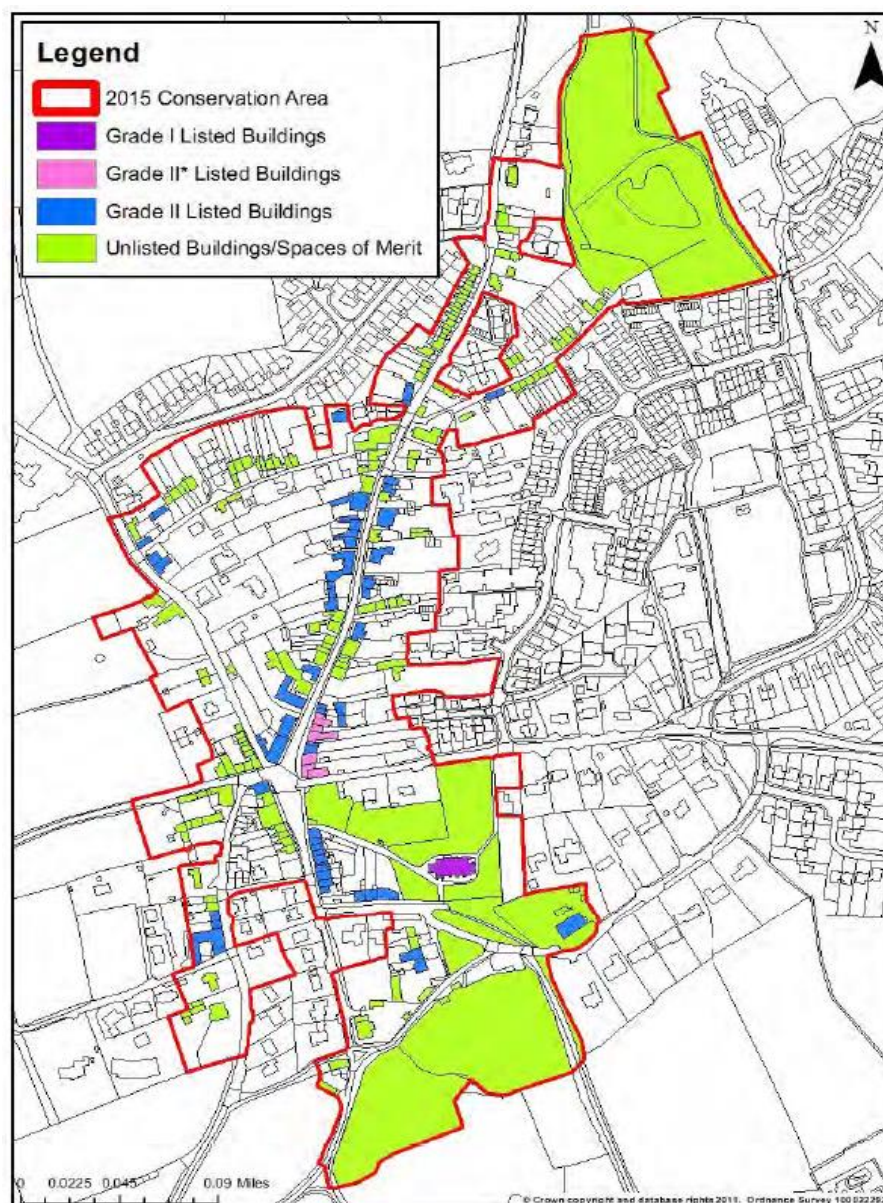 Legend
2015 Conservation Area
Grade I Listed Buildings
Grade II* Listed Buildings
Grade II Listed Buildings
Unlisted Buildings/Spaces of Merit
N
0 0.0225 0.045 0.09 Miles
© Crown copyright and database rights 2011. Ordnance Survey